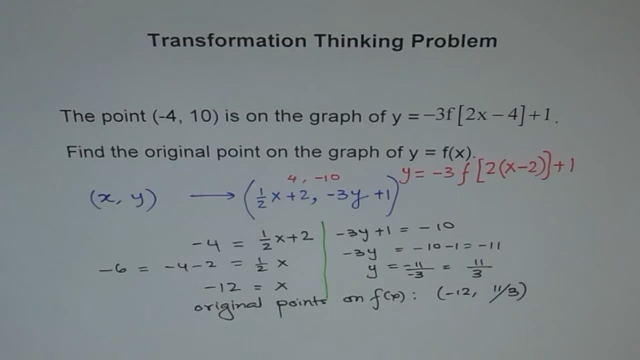 Transformation Thinking Problem
The point (-4, 10) is on the graph of y = -3f[2x-4]+1.
Find the original point on the graph of y = f(x).
y = -3 f[2(x-2)]+1
4, -10
(x, y) ⟶ (1/2 x+2, -3y+1)
-4 = 1/2 x+2
-6 = -4-2 = 1/2 x
-12 = x
-3y+1 = -10
-3y = -10-1 = -11
y = -11/-3 = 11/3
original points on f(x): (-12, 11/3)